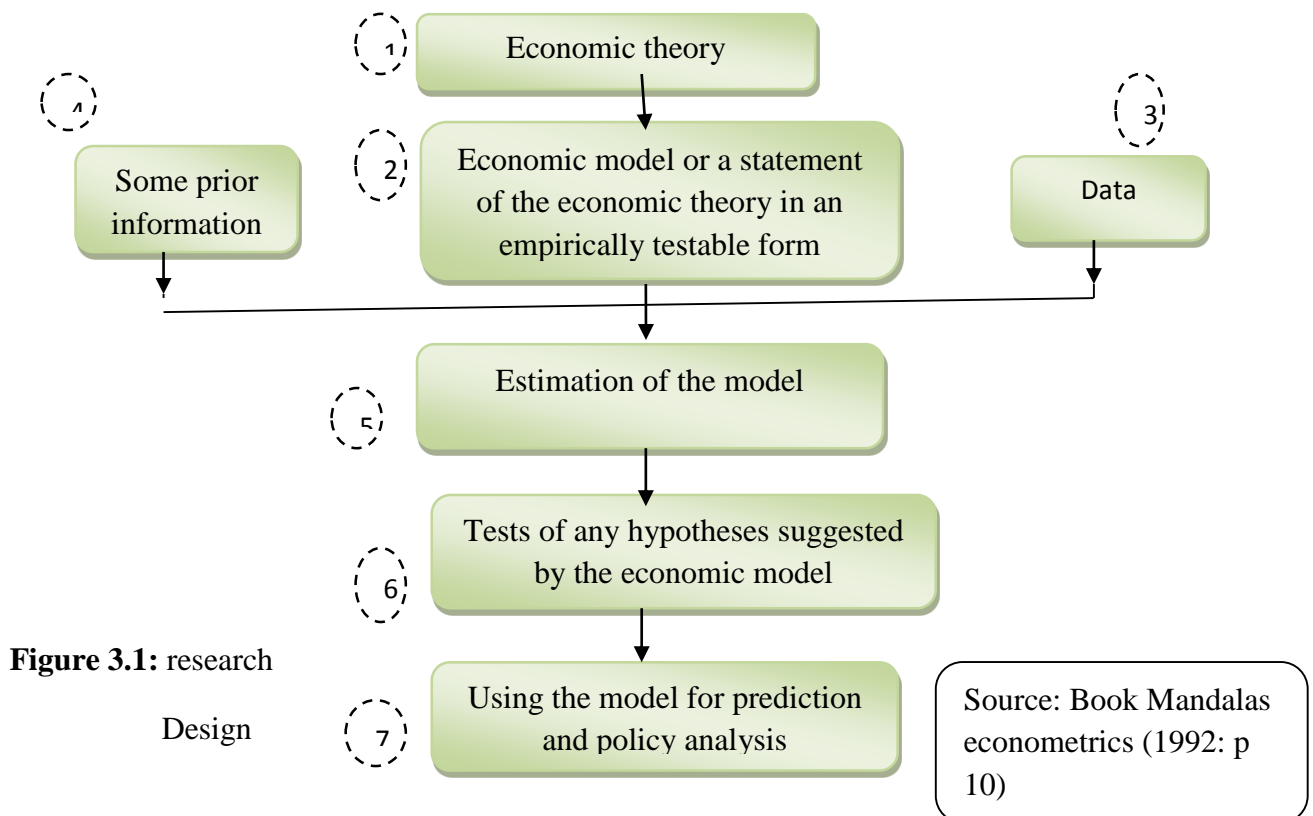 1
Economic theory
4
3
2
Some prior
information
Economic model or a statement
of the economic theory in an
empirically testable form
Data
Estimation of the model
5
Tests of any hypotheses suggested
by the economic model
6
Figure 3.1: research
Design
7
Using the model for prediction
and policy analysis
Source: Book Mandalas
econometrics (1992: p
10)